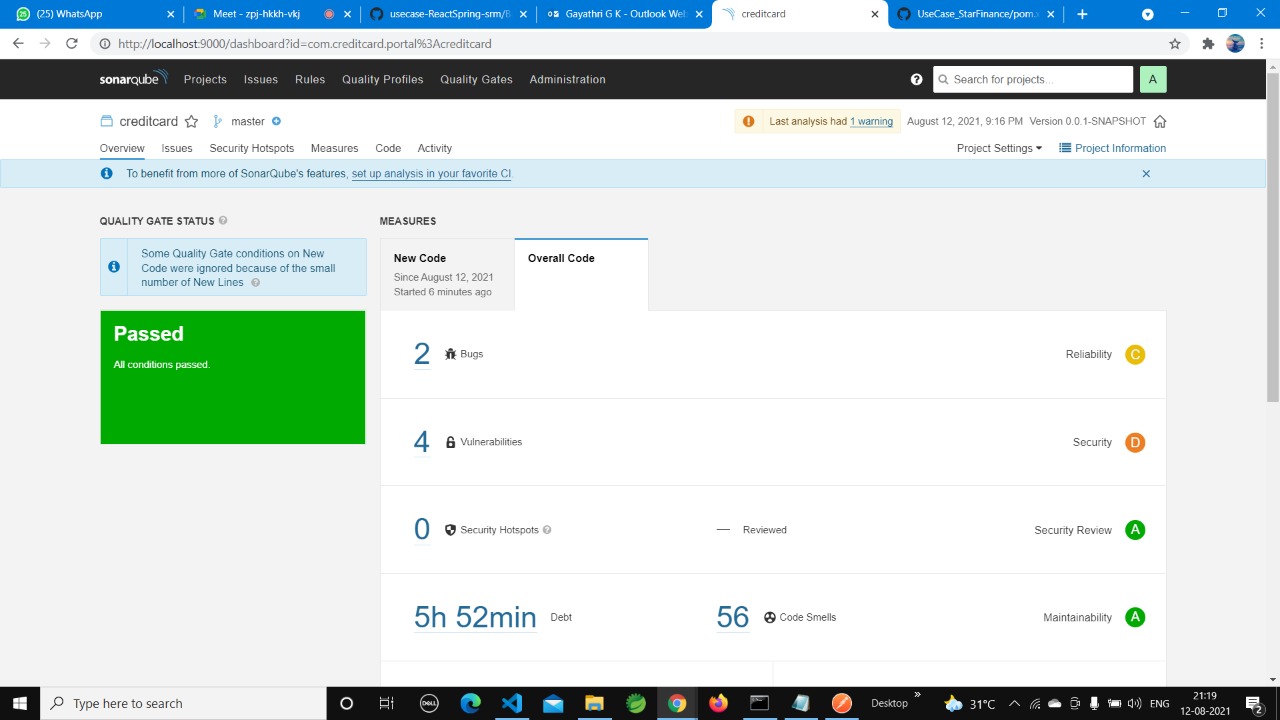 (25) WhatsApp
Meet - zpj-hkkh-vkj
usecase-ReactSpring-srm/B
Gayathri G K - Outlook Web
creditcard
UseCase_StarFinance/pom.x
http://localhost:9000/dashboard?id=com.creditcard.portal%3Acreditcard
sonarqube Projects Issues Rules Quality Profiles Quality Gates Administration Search for projects... A
creditcard master Last analysis had 1 warning August 12, 2021, 9:16 PM Version 0.0.1-SNAPSHOT
Overview Issues Security Hotspots Measures Code Activity Project Settings Project Information
To benefit from more of SonarQube's features, set up analysis in your favorite CI.
QUALITY GATE STATUS
Some Quality Gate conditions on New
Code were ignored because of the small
number of New Lines
Passed
All conditions passed.
MEASURES
New Code
Since August 12, 2021
Started 6 minutes ago
Overall Code
2 Bugs Reliability C
4 Vulnerabilities Security D
0 Security Hotspots — Reviewed Security Review A
5h 52min Debt 56 Code Smells Maintainability A
Type here to search
DELL
Desktop
31°C
ENG
21:19
12-08-2021
2